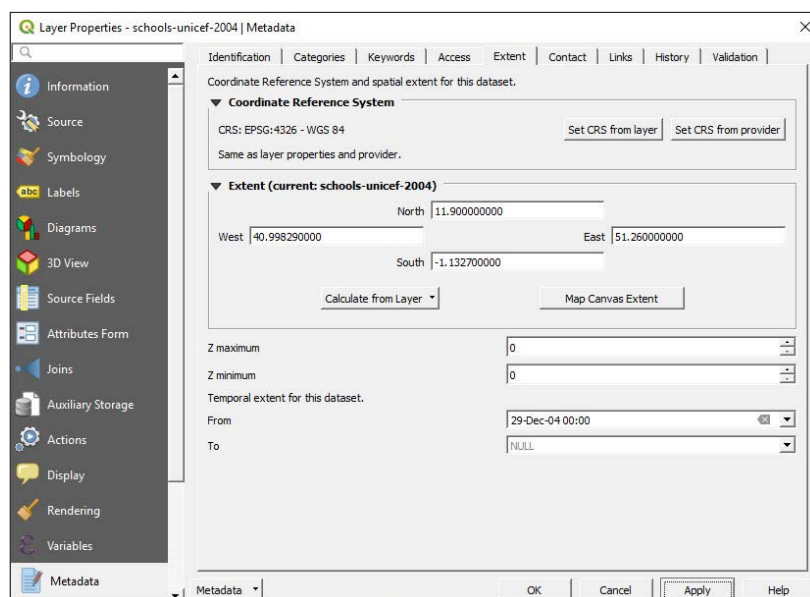 Layer Properties - schools-unicef-2004 | Metadata
Information
Source
Symbology
abc Labels
Diagrams
3D View
Source Fields
Attributes Form
Joins
Auxiliary Storage
Actions
Display
Rendering
Variables
Metadata
Identification Categories Keywords Access Extent Contact Links History Validation
Coordinate Reference System and spatial extent for this dataset.
Coordinate Reference System
CRS: EPSG:4326 - WGS 84 Set CRS from layer Set CRS from provider
Same as layer properties and provider.
Extent (current: schools-unicef-2004)
North 11.900000000
West 40.998290000 East 51.260000000
South -1.132700000
Calculate from Layer Map Canvas Extent
Z maximum 0
Z minimum 0
Temporal extent for this dataset.
From 29-Dec-04 00:00
To NULL
Metadata OK Cancel Apply Help